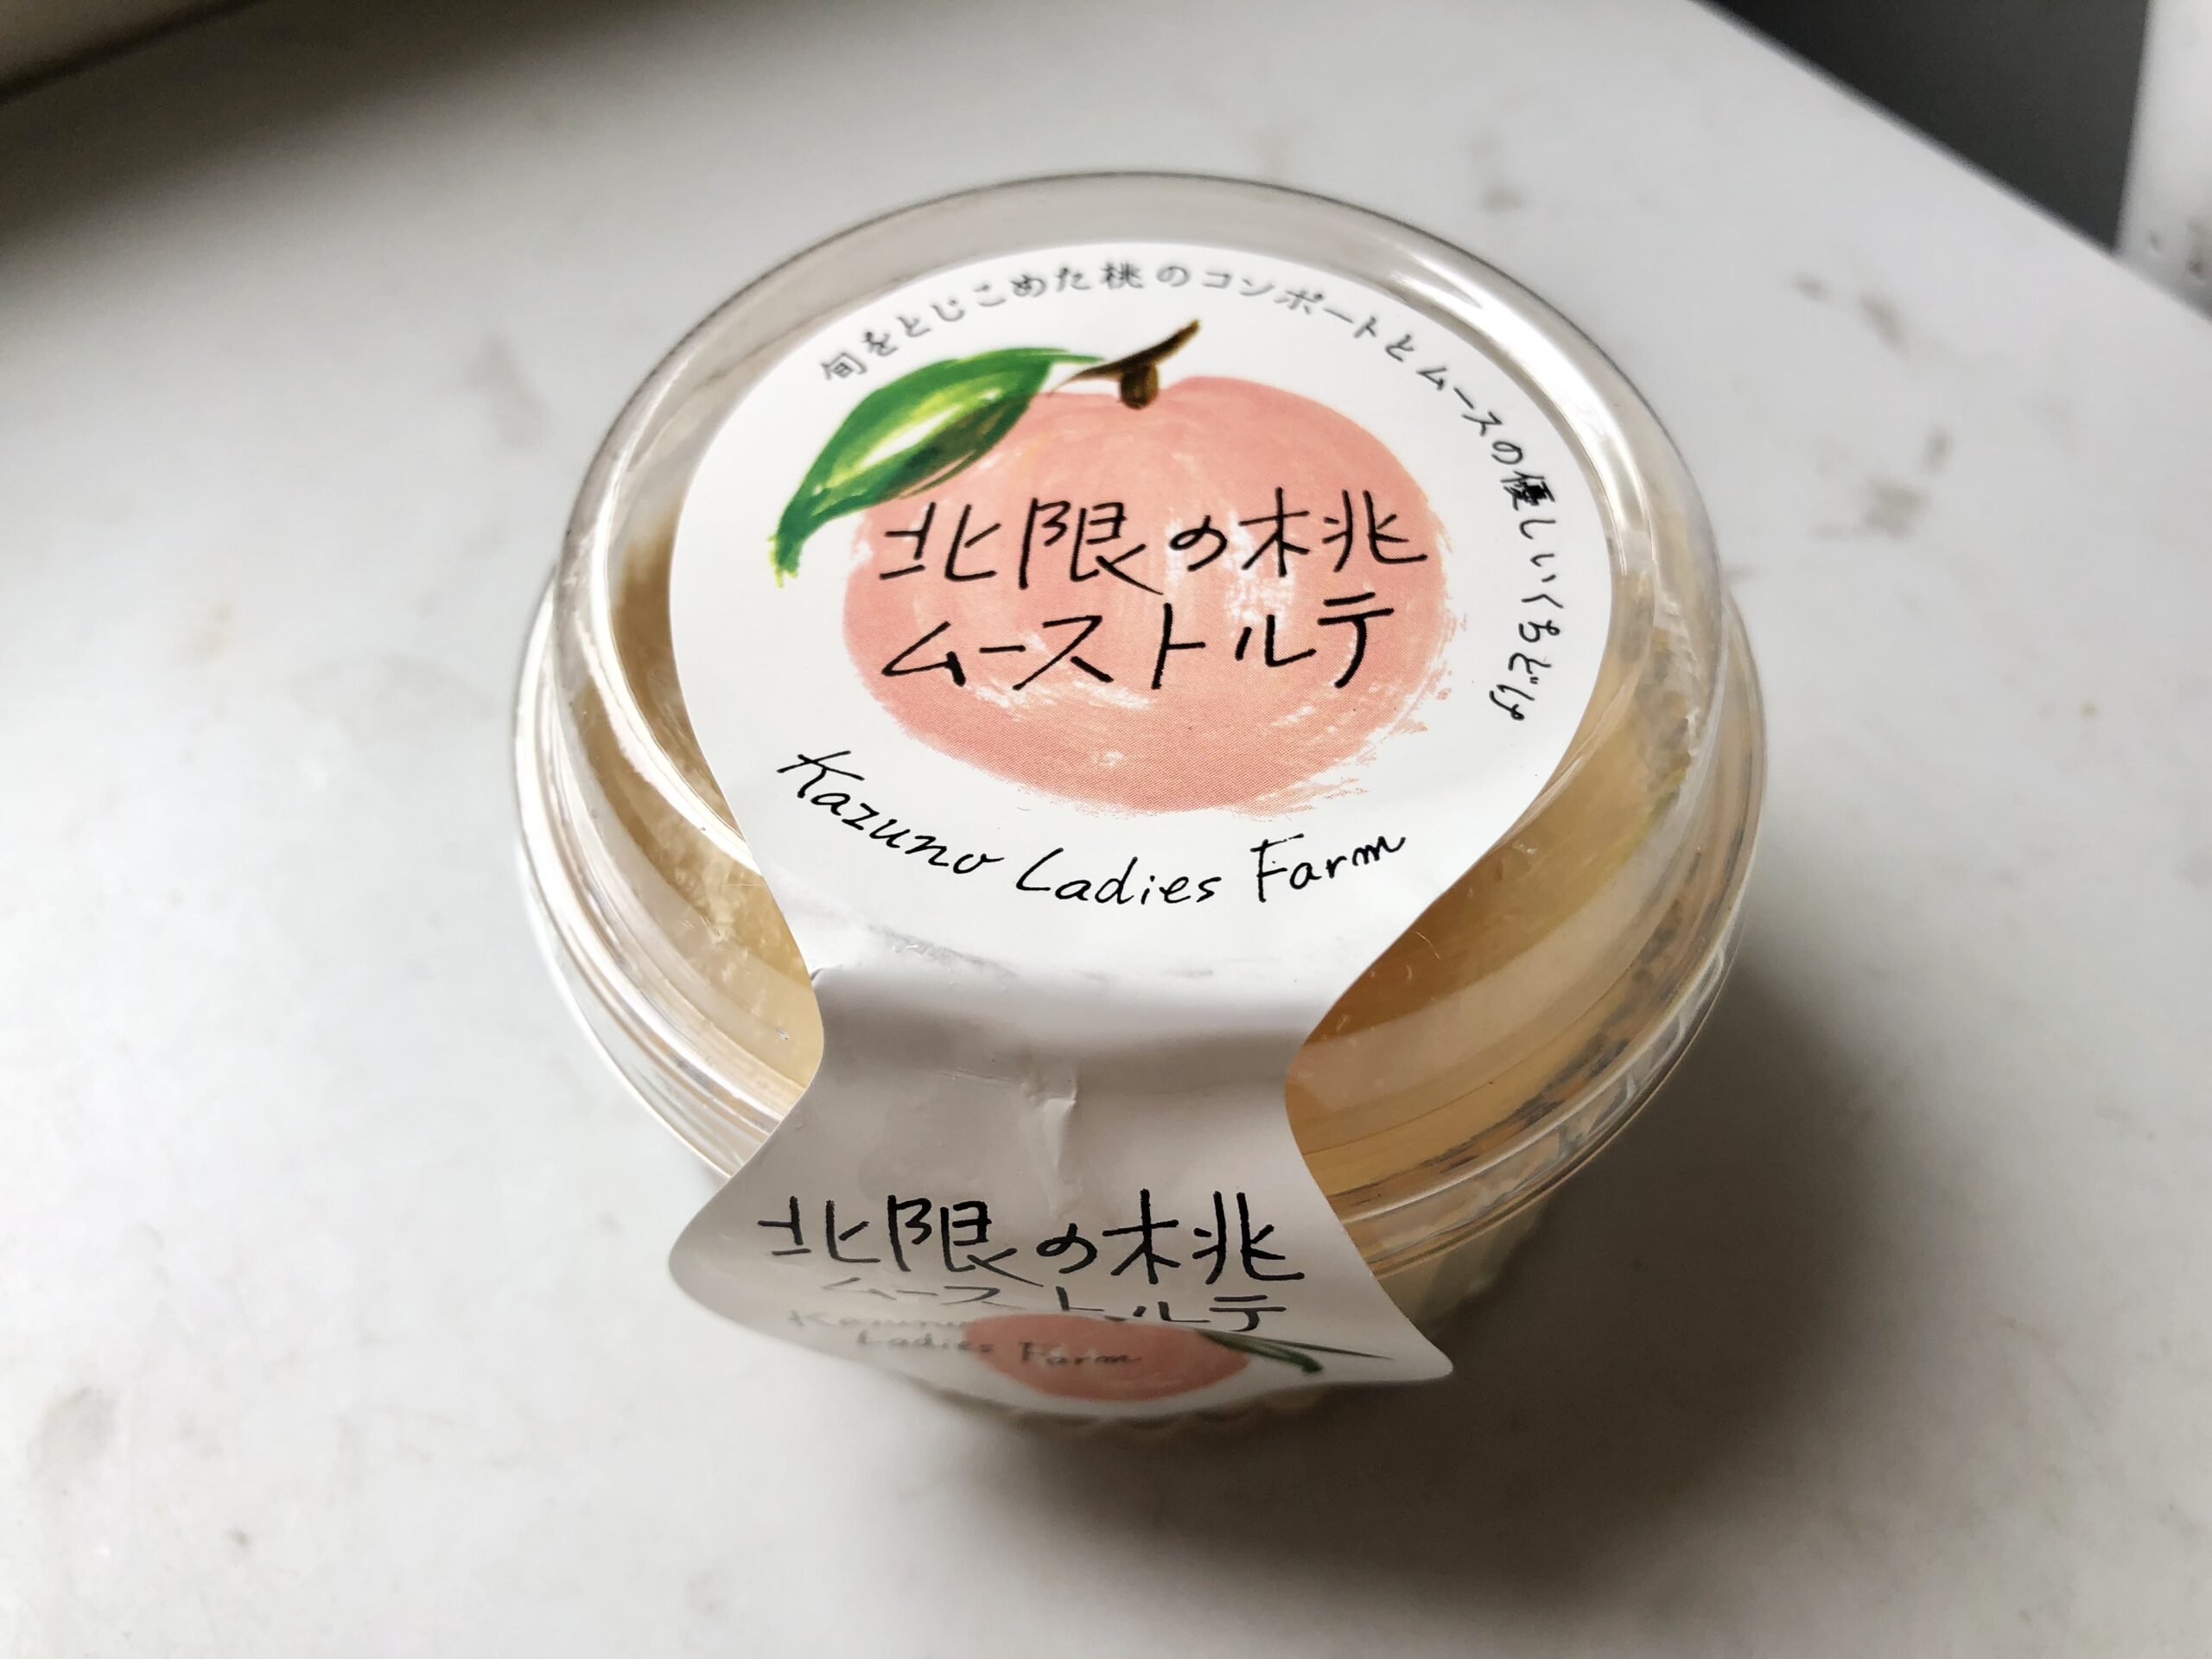 旬をとじこめた桃のコンポートとムースの優しいくちどけ
北限の桃
ムーストルテ
Kazuno Ladies Farm
北限の桃
ムーストルテ
Kazuno
Ladies Farm